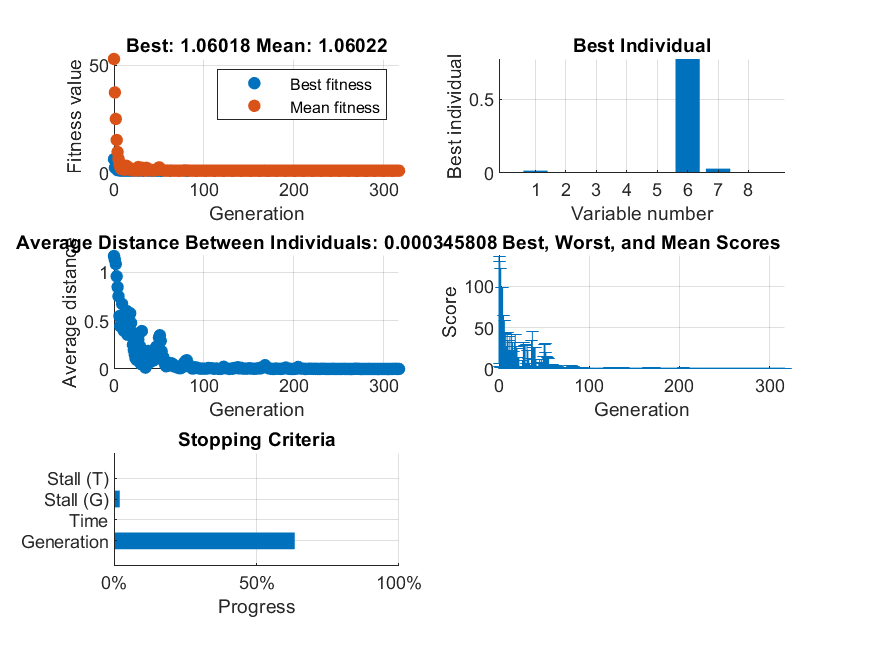 Best: 1.06018 Mean: 1.06022
Fitness value
50
0
Best fitness
Mean fitness
0 100 200 300
Generation
Best Individual
Best individual
0.5
0
1 2 3 4 5 6 7 8
Variable number
Average Distance Between Individuals: 0.000345808
Average distance
1
0.5
0
0 100 200 300
Generation
Best, Worst, and Mean Scores
Score
100
50
0
0 100 200 300
Generation
Stopping Criteria
Stall (T)
Stall (G)
Time
Generation
0% 50% 100%
Progress